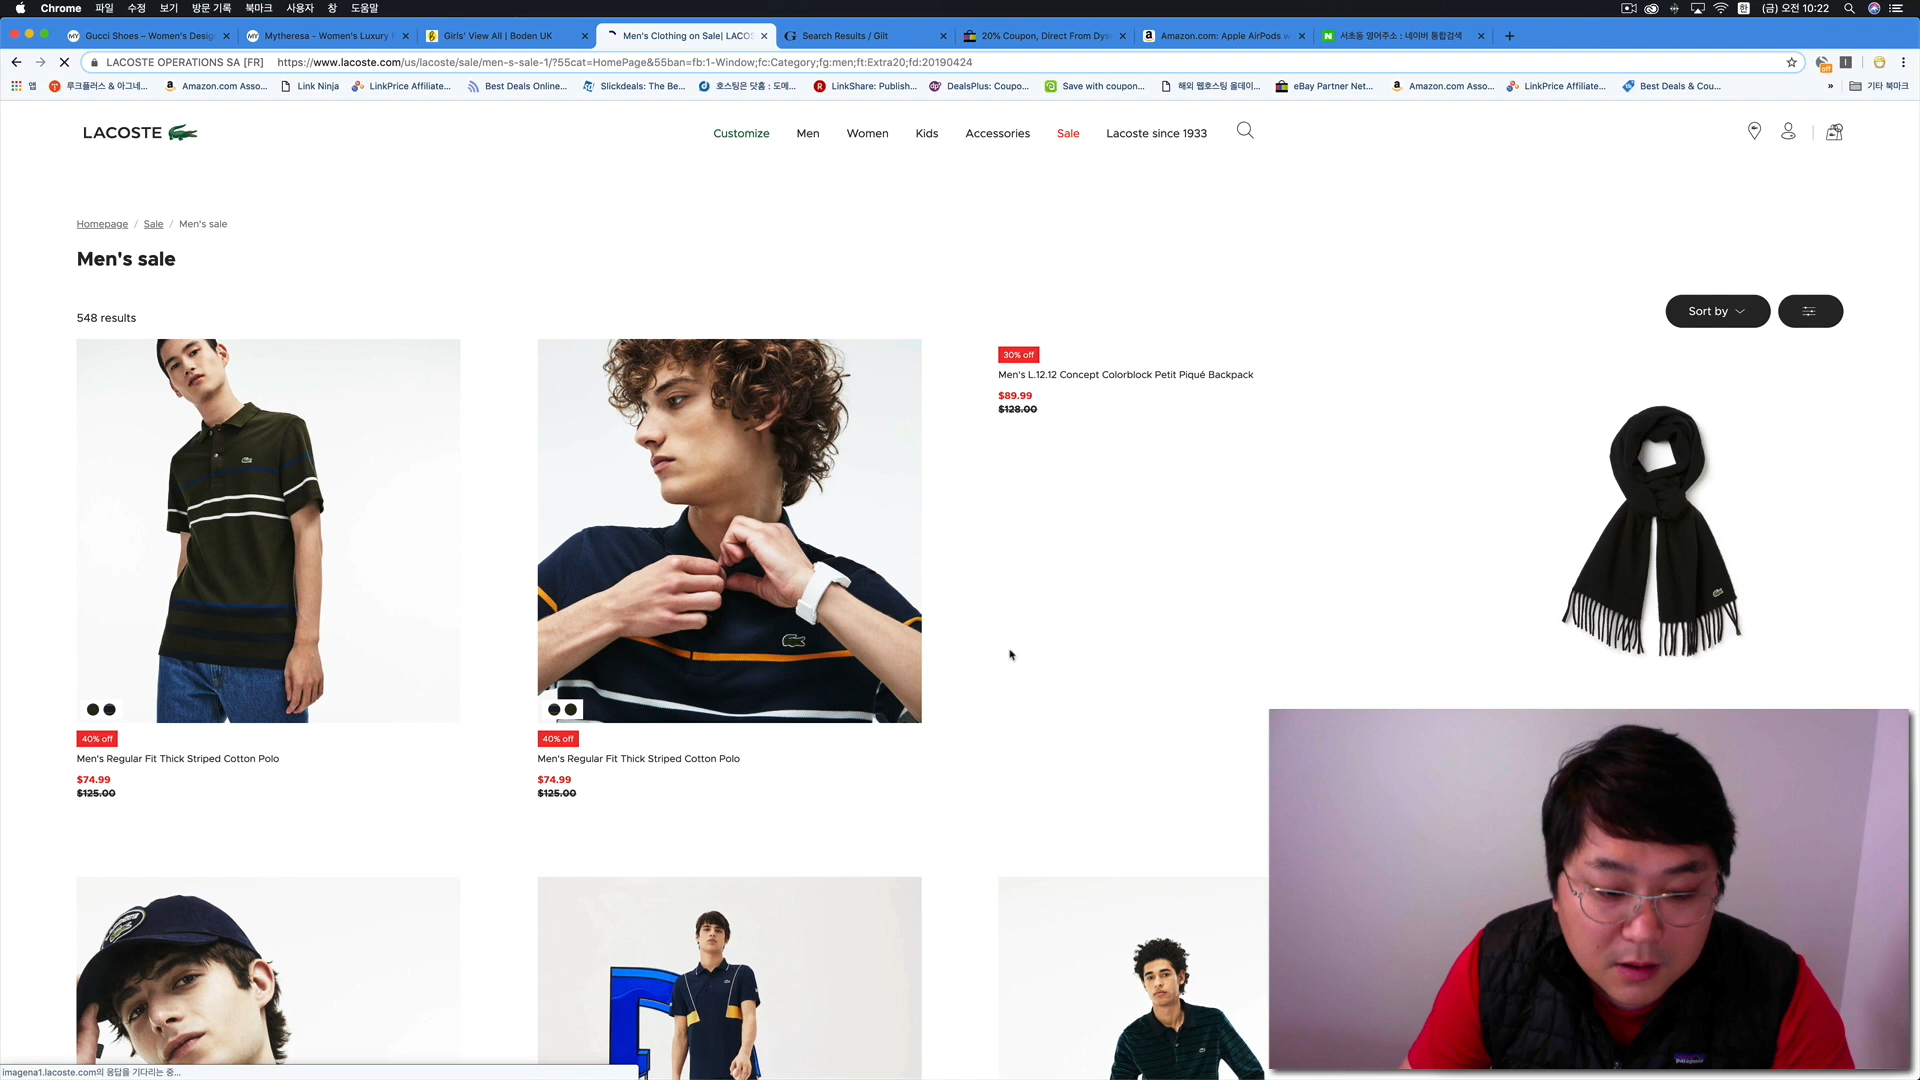 Chrome 파일 수정 보기 방문 기록 북마크 사용자 창 도움말 한 (금) 오전 10:22
Gucci Shoes – Women's Desig
Mytheresa - Women's Luxury F
Girls' View All | Boden UK
Men's Clothing on Sale| LACOS
Search Results / Gilt
20% Coupon, Direct From Dys
Amazon.com: Apple AirPods w
서초동 영어주소 : 네이버 통합검색
LACOSTE OPERATIONS SA [FR] https://www.lacoste.com/us/lacoste/sale/men-s-sale-1/?55cat=HomePage&55ban=fb:1-Window;fc:Category;fg:men;ft:Extra20;fd:20190424
off
앱 루크플러스 & 아그네... Amazon.com Asso... Link Ninja LinkPrice Affiliate... Best Deals Online... Slickdeals: The Be... 호스팅은 닷홈 : 도메... LinkShare: Publish... DealsPlus: Coupo... Save with coupon... 해외 웹호스팅 올데이... eBay Partner Net... Amazon.com Asso... LinkPrice Affiliate... Best Deals & Cou... » 기타 북마크
LACOSTE
Customize Men Women Kids Accessories Sale Lacoste since 1933
Homepage / Sale / Men's sale
Men's sale
548 results
Sort by
40% off
Men's Regular Fit Thick Striped Cotton Polo
$74.99
$125.00
40% off
Men's Regular Fit Thick Striped Cotton Polo
$74.99
$125.00
30% off
Men's L.12.12 Concept Colorblock Petit Piqué Backpack
$89.99
$128.00
patagonia
imagena1.lacoste.com의 응답을 기다리는 중...